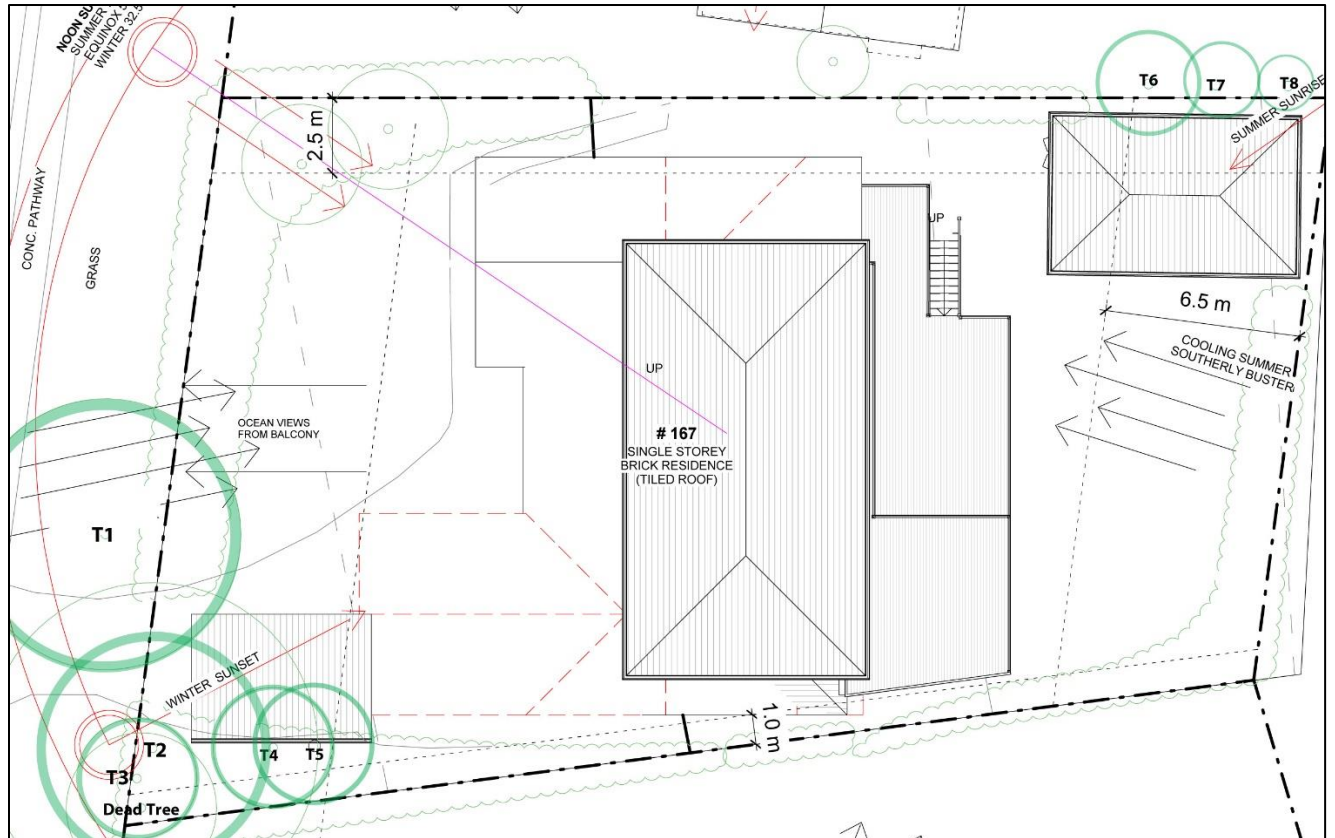 NOON SU
SUMMER
EQUINOX 5
WINTER 32.5
CONC. PATHWAY
GRASS
2.5 m
T6
T7
T8
SUMMER SUNRISE
UP
6.5 m
COOLING SUMMER
SOUTHERLY BUSTER
UP
OCEAN VIEWS
FROM BALCONY
# 167
SINGLE STOREY
BRICK RESIDENCE
(TILED ROOF)
T1
WINTER SUNSET
1.0 m
T2
T3
T4
T5
Dead Tree